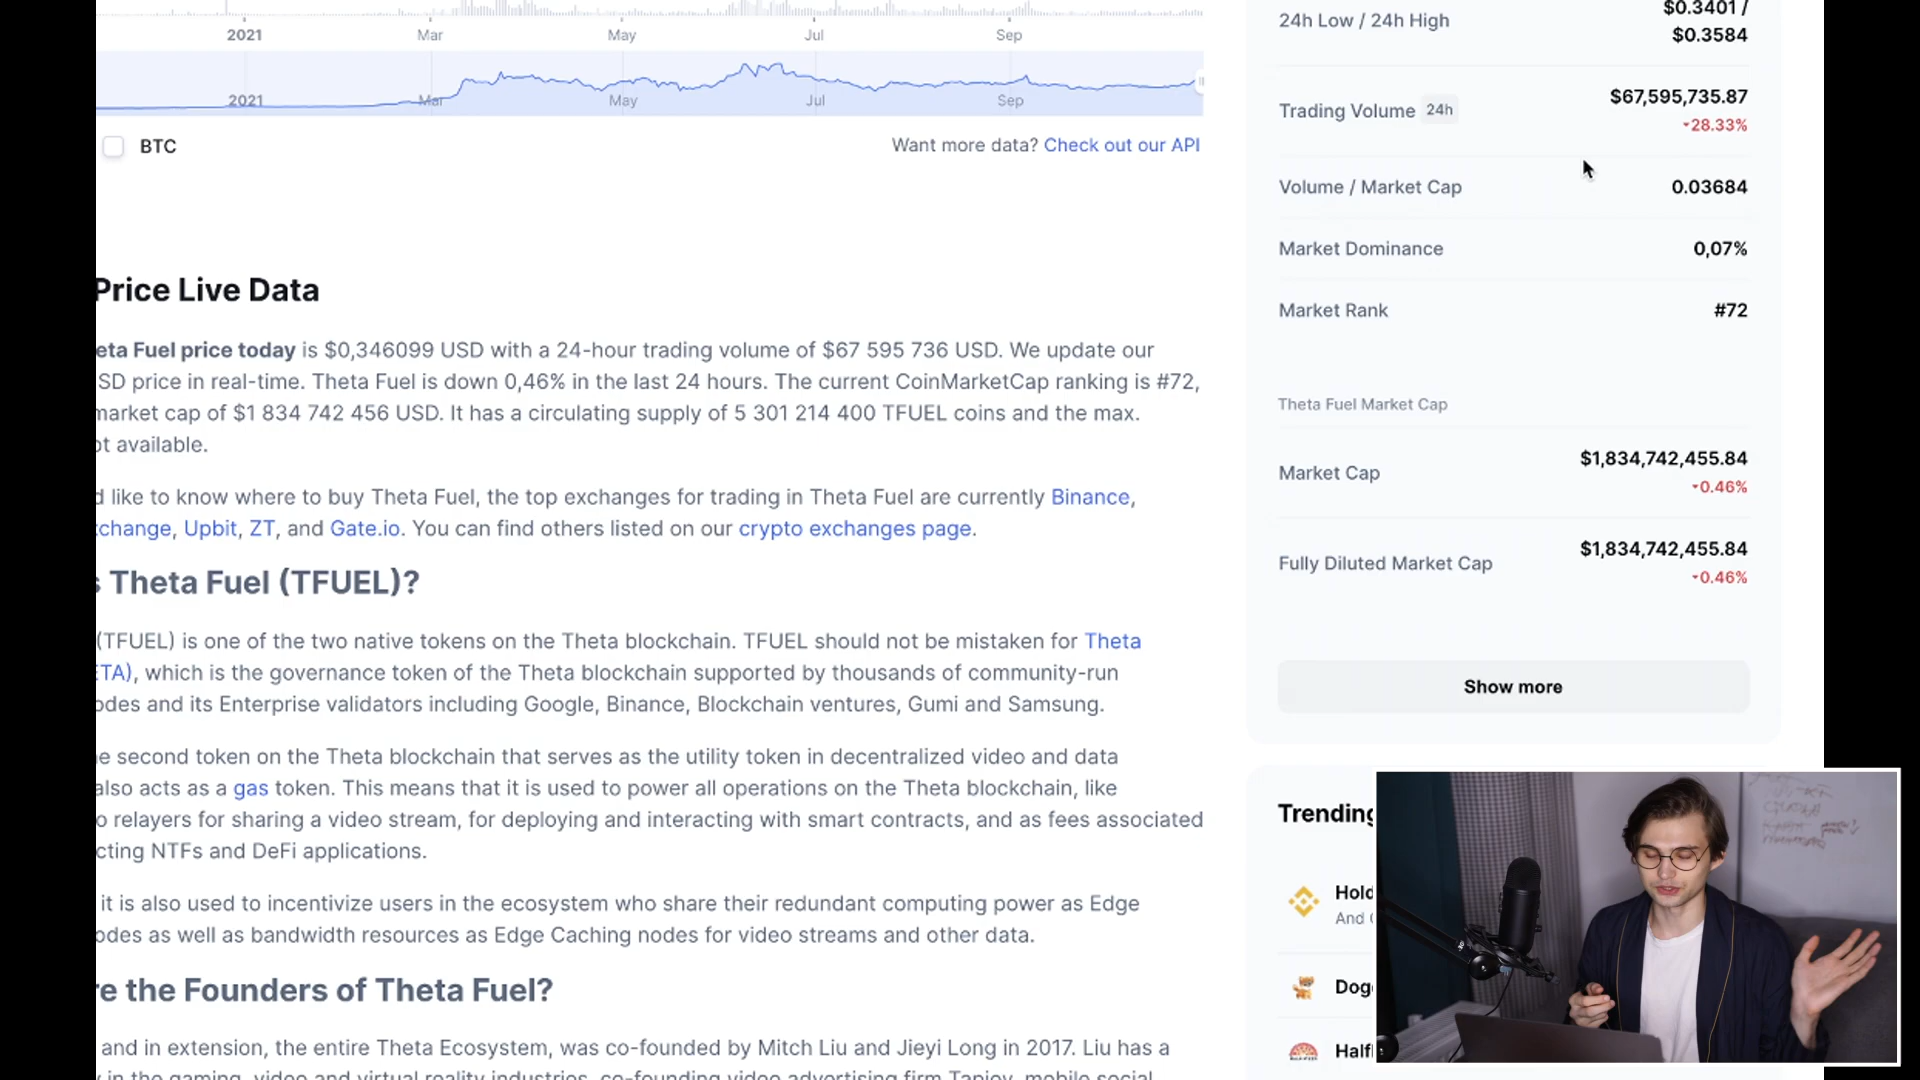 2021 Mar May Jul Sep
2021 Mar May Jul Sep
BTC
Want more data? Check out our API
Price Live Data
eta Fuel price today is $0,346099 USD with a 24-hour trading volume of $67 595 736 USD. We update our
SD price in real-time. Theta Fuel is down 0,46% in the last 24 hours. The current CoinMarketCap ranking is #72,
market cap of $1 834 742 456 USD. It has a circulating supply of 5 301 214 400 TFUEL coins and the max.
ot available.
d like to know where to buy Theta Fuel, the top exchanges for trading in Theta Fuel are currently Binance,
xchange, Upbit, ZT, and Gate.io. You can find others listed on our crypto exchanges page.
s Theta Fuel (TFUEL)?
(TFUEL) is one of the two native tokens on the Theta blockchain. TFUEL should not be mistaken for Theta
ETA), which is the governance token of the Theta blockchain supported by thousands of community-run
odes and its Enterprise validators including Google, Binance, Blockchain ventures, Gumi and Samsung.
e second token on the Theta blockchain that serves as the utility token in decentralized video and data
also acts as a gas token. This means that it is used to power all operations on the Theta blockchain, like
o relayers for sharing a video stream, for deploying and interacting with smart contracts, and as fees associated
cting NTFs and DeFi applications.
it is also used to incentivize users in the ecosystem who share their redundant computing power as Edge
odes as well as bandwidth resources as Edge Caching nodes for video streams and other data.
re the Founders of Theta Fuel?
and in extension, the entire Theta Ecosystem, was co-founded by Mitch Liu and Jieyi Long in 2017. Liu has a
y in the gaming, video and virtual reality industries, co-founding video advertising firm Tapjoy, mobile social
24h Low / 24h High
$0.3401 /
$0.3584
Trading Volume 24h
$67,595,735.87
28.33%
Volume / Market Cap
0.03684
Market Dominance
0,07%
Market Rank
#72
Theta Fuel Market Cap
Market Cap
$1,834,742,455.84
0.46%
Fully Diluted Market Cap
$1,834,742,455.84
0.46%
Show more
Trending
Hold
And
Dog
Half